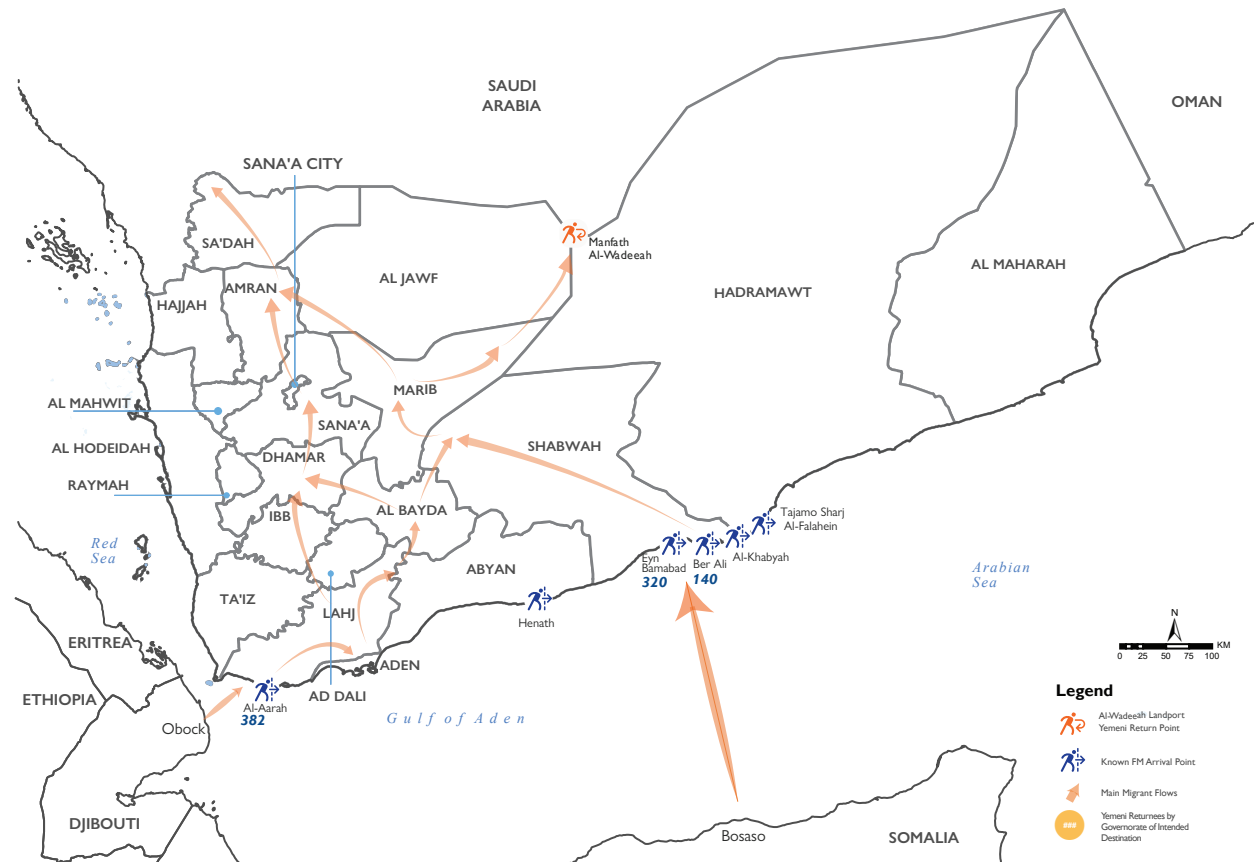 SAUDI
ARABIA
OMAN
SANA'A CITY
SA'DAH
Manfath
Al-Wadeeah
AL JAWF
AL MAHARAH
HADRAMAWT
AMRAN
HAJJAH
MARIB
AL MAHWIT
SANA'A
AL HODEIDAH
SHABWAH
DHAMAR
RAYMAH
AL BAYDA
IBB
Tajamo Sharj
Al-Falahein
Al-Khabyah
Eyn
Bamabad
320
Ber Ali
140
Red
Sea
ABYAN
Arabian
Sea
TA'IZ
LAHJ
Henath
ERITREA
ADEN
ETHIOPIA
AD DALI
Al-Aarah
382
Gulf of Aden
Obock
DJIBOUTI
Bosaso
SOMALIA
N
KM
0 25 50 75 100
Legend
Al-Wadeeah Landport
Yemeni Return Point
Known FM Arrival Point
Main Migrant Flows
###
Yemeni Returnees by
Governorate of Intended
Destination